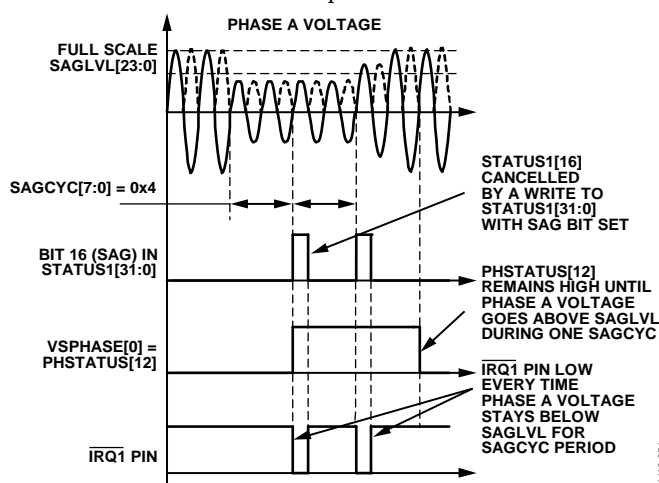 PHASE A VOLTAGE
FULL SCALE
SAGLVL[23:0]
SAGCYC[7:0] = 0x4
STATUS1[16]
CANCELLED
BY A WRITE TO
STATUS1[31:0]
WITH SAG BIT SET
BIT 16 (SAG) IN
STATUS1[31:0]
PHSTATUS[12]
REMAINS HIGH UNTIL
PHASE A VOLTAGE
GOES ABOVE SAGLVL
DURING ONE SAGCYC
VSPHASE[0] =
PHSTATUS[12]
IRQ1 PIN LOW
EVERY TIME
PHASE A VOLTAGE
STAYS BELOW
SAGLVL FOR
SAGCYC PERIOD
IRQ1 PIN